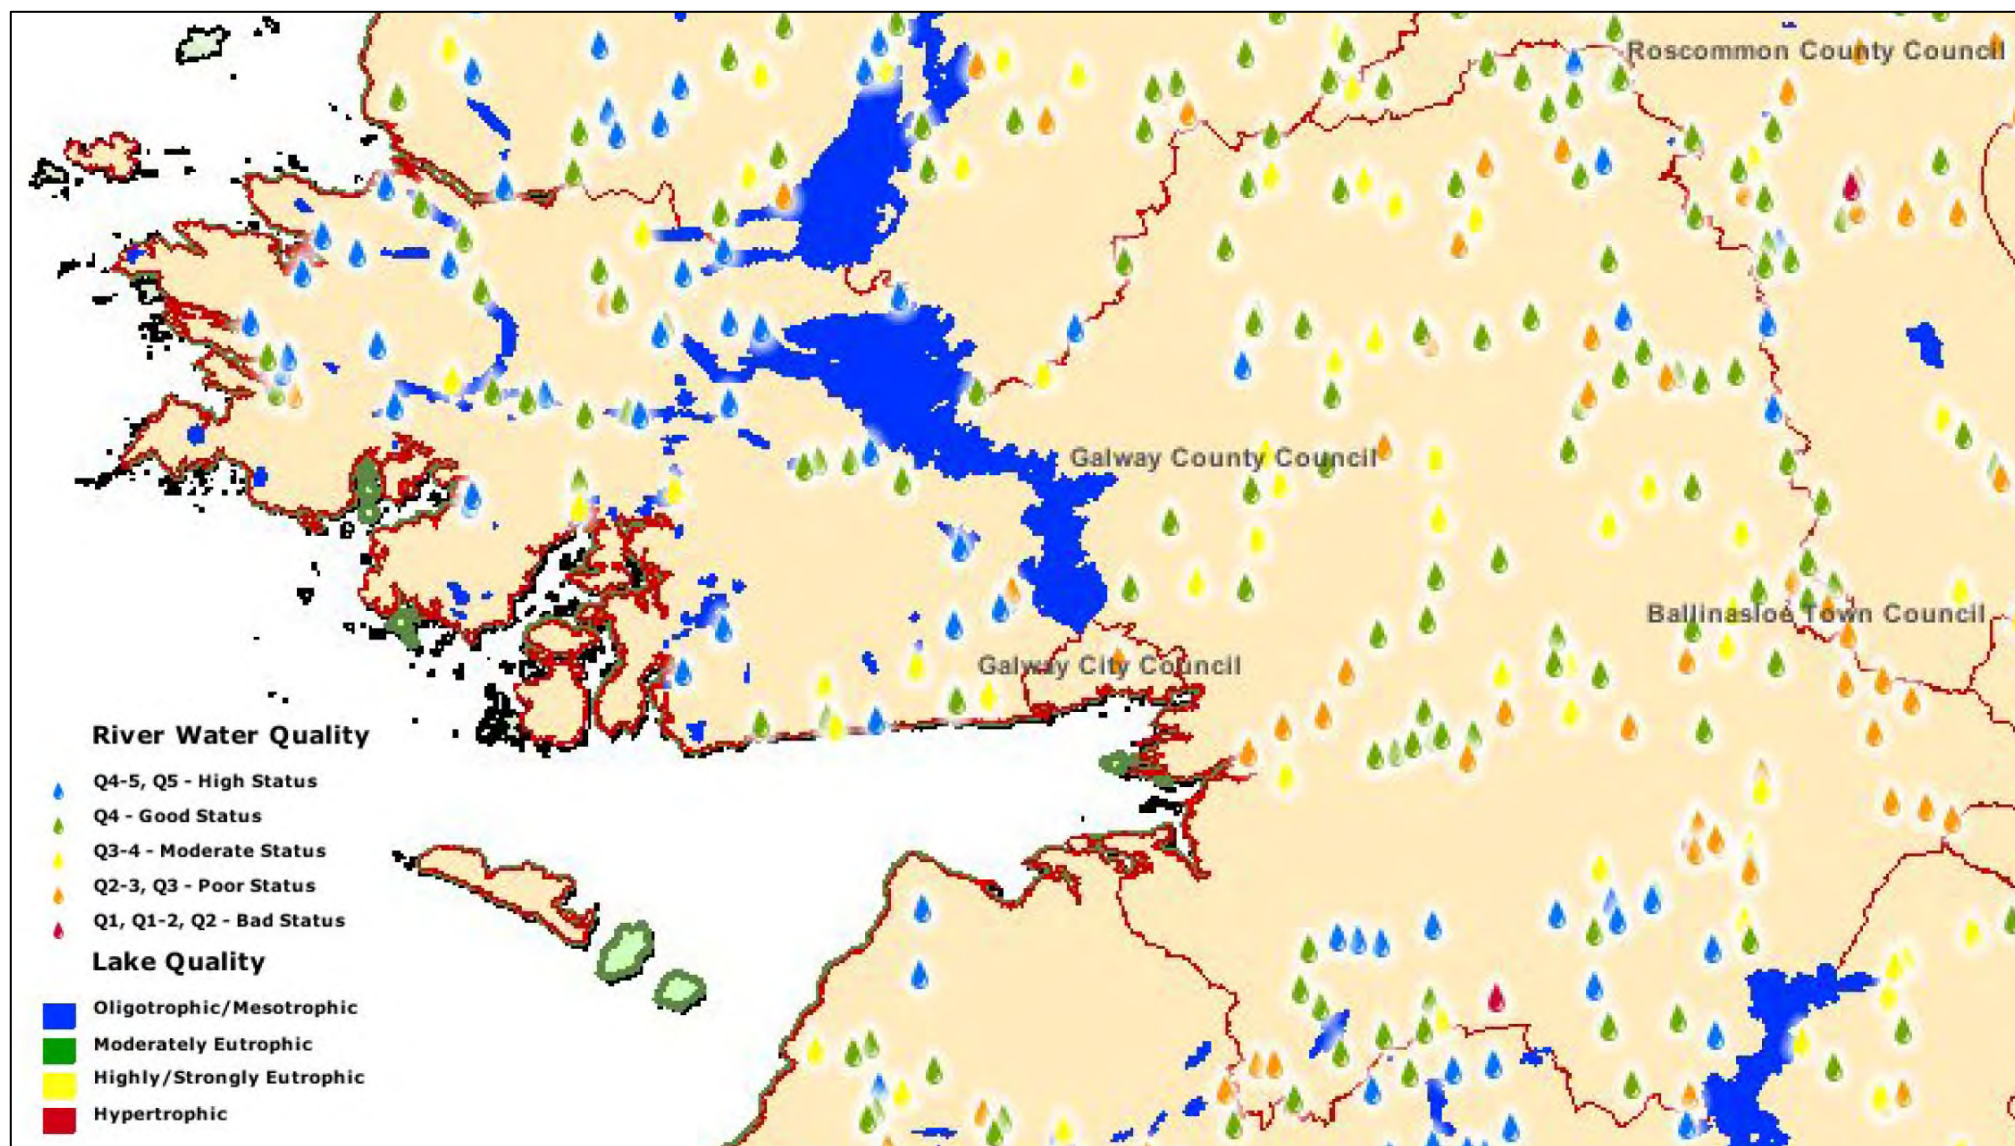 Roscommon County Council
Galway County Council
Ballinasloe Town Council
Galway City Council
River Water Quality
Q4-5, Q5 - High Status
Q4 - Good Status
Q3-4 - Moderate Status
Q2-3, Q3 - Poor Status
Q1, Q1-2, Q2 - Bad Status
Lake Quality
Oligotrophic/Mesotrophic
Moderately Eutrophic
Highly/Strongly Eutrophic
Hypertrophic